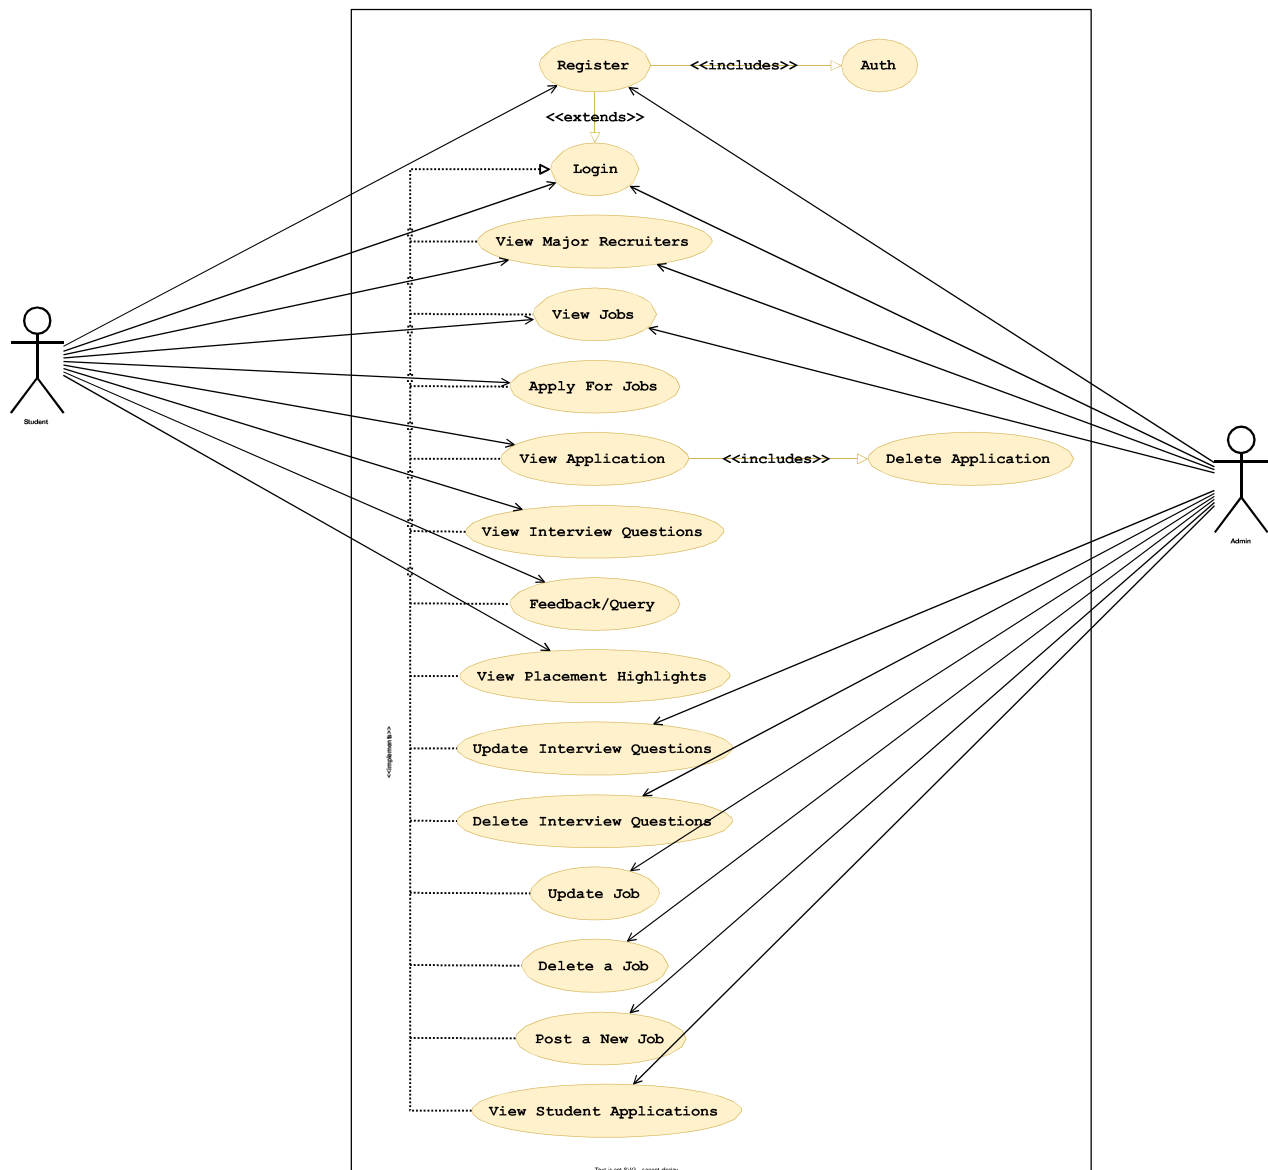 Register
<<includes>>
Auth
<<extends>>
Login
View Major Recruiters
View Jobs
Apply For Jobs
Student
View Application
<<includes>>
Delete Application
View Interview Questions
Admin
Feedback/Query
View Placement Highlights
Update Interview Questions
<<implements>>
Delete Interview Questions
Update Job
Delete a Job
Post a New Job
View Student Applications